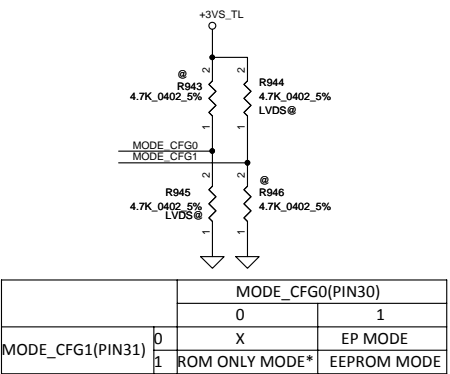 +3VS_TL
@
R943
4.7K_0402_5%
2
1
2
1
R944
4.7K_0402_5%
LVDS@
MODE_CFG0
MODE_CFG1
R945
4.7K_0402_5%
LVDS@
2
1
2
1
@
R946
4.7K_0402_5%
MODE_CFG0(PIN30)
0 1
MODE_CFG1(PIN31) 0 X EP MODE
1 ROM ONLY MODE* EEPROM MODE